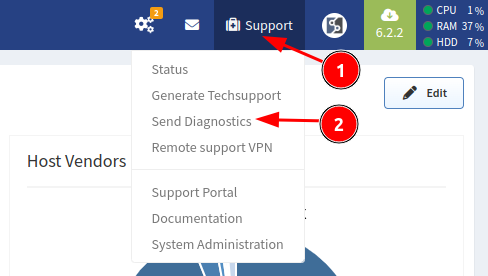 2
Support
6.2.2
CPU 1 %
RAM 37 %
HDD 7 %
1
Status
Generate Techsupport
Send Diagnostics
2
Remote support VPN
Support Portal
Documentation
System Administration
Edit
Host Vendors